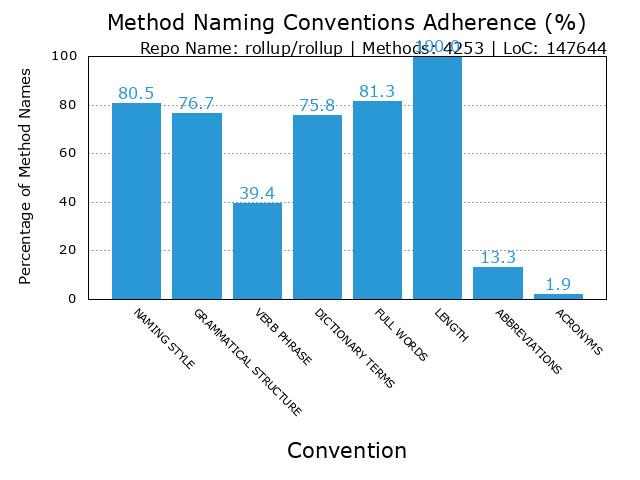 Method Naming Conventions Adherence (%)
Repo Name: rollup/rollup | Methods: 4253 | LoC: 147644
Percentage of Method Names
100
80
60
40
20
0
80.5
76.7
39.4
75.8
81.3
100.0
13.3
1.9
NAMING STYLE
GRAMMATICAL STRUCTURE
VERB PHRASE
DICTIONARY TERMS
FULL WORDS
LENGTH
ABBREVIATIONS
ACRONYMS
Convention